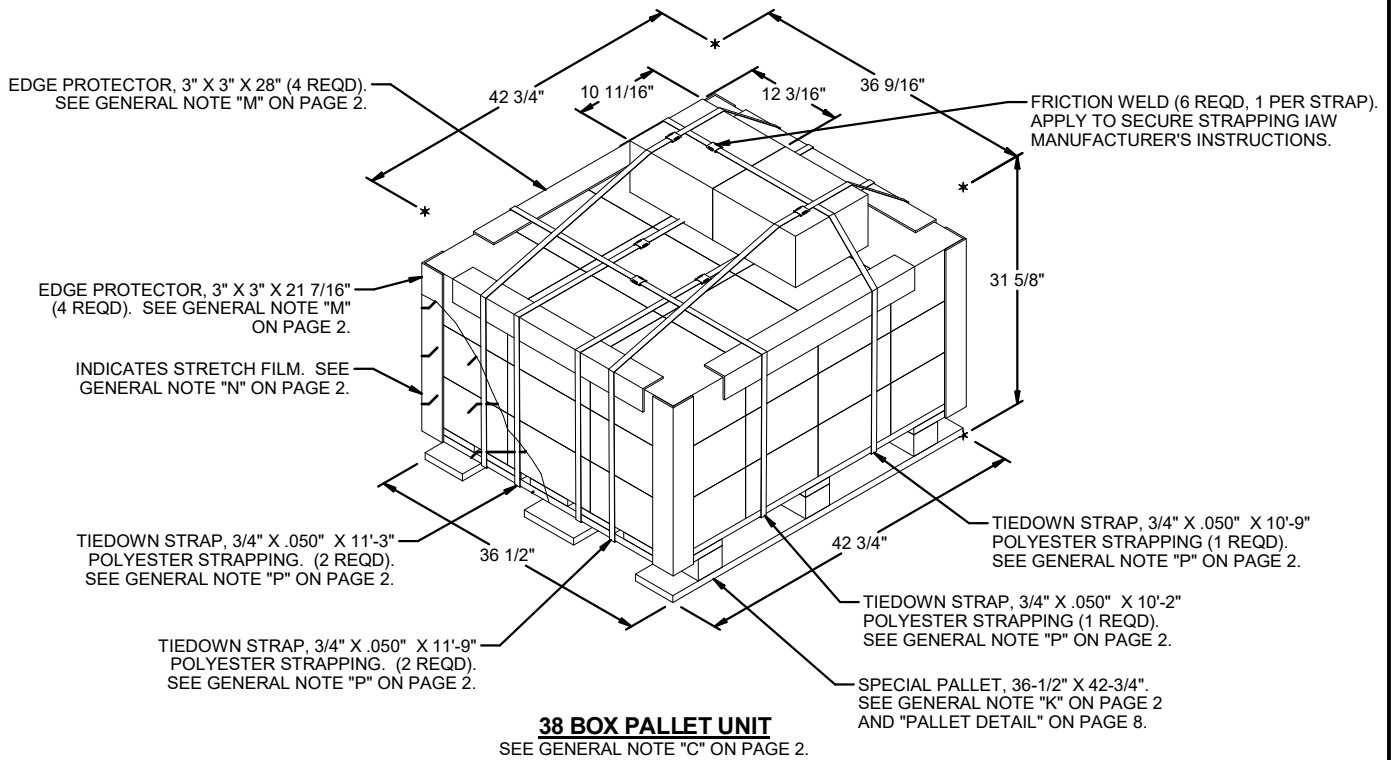 42 3/4"
10 11/16"
12 3/16"
36 9/16"
EDGE PROTECTOR, 3" X 3" X 28" (4 REQD).
SEE GENERAL NOTE "M" ON PAGE 2.
FRICTION WELD (6 REQD, 1 PER STRAP).
APPLY TO SECURE STRAPPING IAW
MANUFACTURER'S INSTRUCTIONS.
31 5/8"
EDGE PROTECTOR, 3" X 3" X 21 7/16"
(4 REQD). SEE GENERAL NOTE "M"
ON PAGE 2.
INDICATES STRETCH FILM. SEE
GENERAL NOTE "N" ON PAGE 2.
TIEDOWN STRAP, 3/4" X .050" X 11'-3"
POLYESTER STRAPPING. (2 REQD).
SEE GENERAL NOTE "P" ON PAGE 2.
36 1/2"
42 3/4"
TIEDOWN STRAP, 3/4" X .050" X 10'-9"
POLYESTER STRAPPING (1 REQD).
SEE GENERAL NOTE "P" ON PAGE 2.
TIEDOWN STRAP, 3/4" X .050" X 10'-2"
POLYESTER STRAPPING (1 REQD).
SEE GENERAL NOTE "P" ON PAGE 2.
TIEDOWN STRAP, 3/4" X .050" X 11'-9"
POLYESTER STRAPPING. (2 REQD).
SEE GENERAL NOTE "P" ON PAGE 2.
SPECIAL PALLET, 36-1/2" X 42-3/4".
SEE GENERAL NOTE "K" ON PAGE 2
AND "PALLET DETAIL" ON PAGE 8.
38 BOX PALLET UNIT
SEE GENERAL NOTE "C" ON PAGE 2.